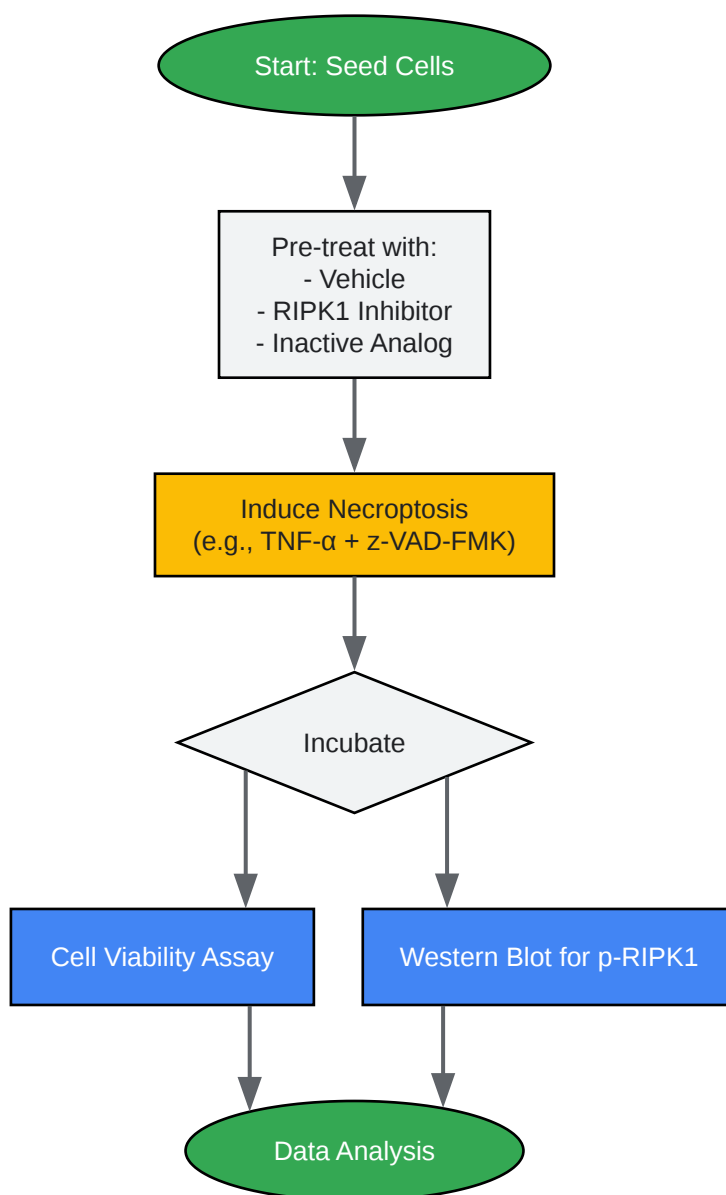 Start: Seed Cells
Pre-treat with:
- Vehicle
- RIPK1 Inhibitor
- Inactive Analog
Induce Necroptosis
(e.g., TNF-α + z-VAD-FMK)
Incubate
Cell Viability Assay
Western Blot for p-RIPK1
Data Analysis